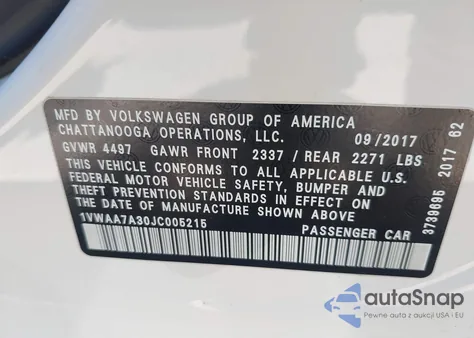 MFD BY VOLKSWAGEN GROUP OF AMERICA
CHATTANOOGA OPERATIONS, LLC. 09/2017
GVWR 4497 GAWR FRONT 2337 / REAR 2271 LBS
THIS VEHICLE CONFORMS TO ALL APPLICABLE U.S.
FEDERAL MOTOR VEHICLE SAFETY, BUMPER AND
THEFT PREVENTION STANDARDS IN EFFECT ON
THE DATE OF MANUFACTURE SHOWN ABOVE.
1VWAA7A30JC005215 PASSENGER CAR
3739695 2017 62
autoSnap
Pewne auta z aukcji USA i EU